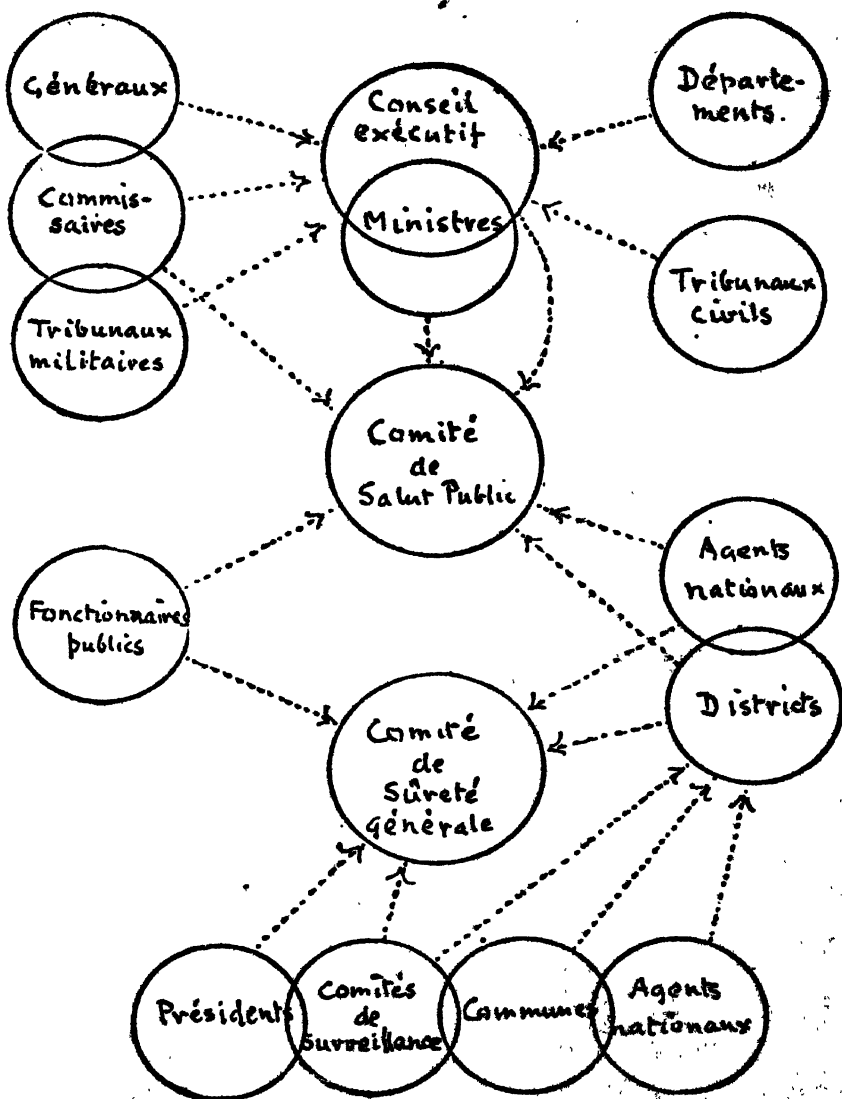 Généraux
Conseil
exécutif
Départe-
ments.
Commis-
saires
Ministres
Tribunaux
civils
Tribunaux
militaires
Comité
de
Salut Public
Agents
nationaux
Fonctionnaires
publics
Districts
Comité
de
Sûreté
générale
Présidents
Comités
de
surveillance
Communes
Agents
nationaux